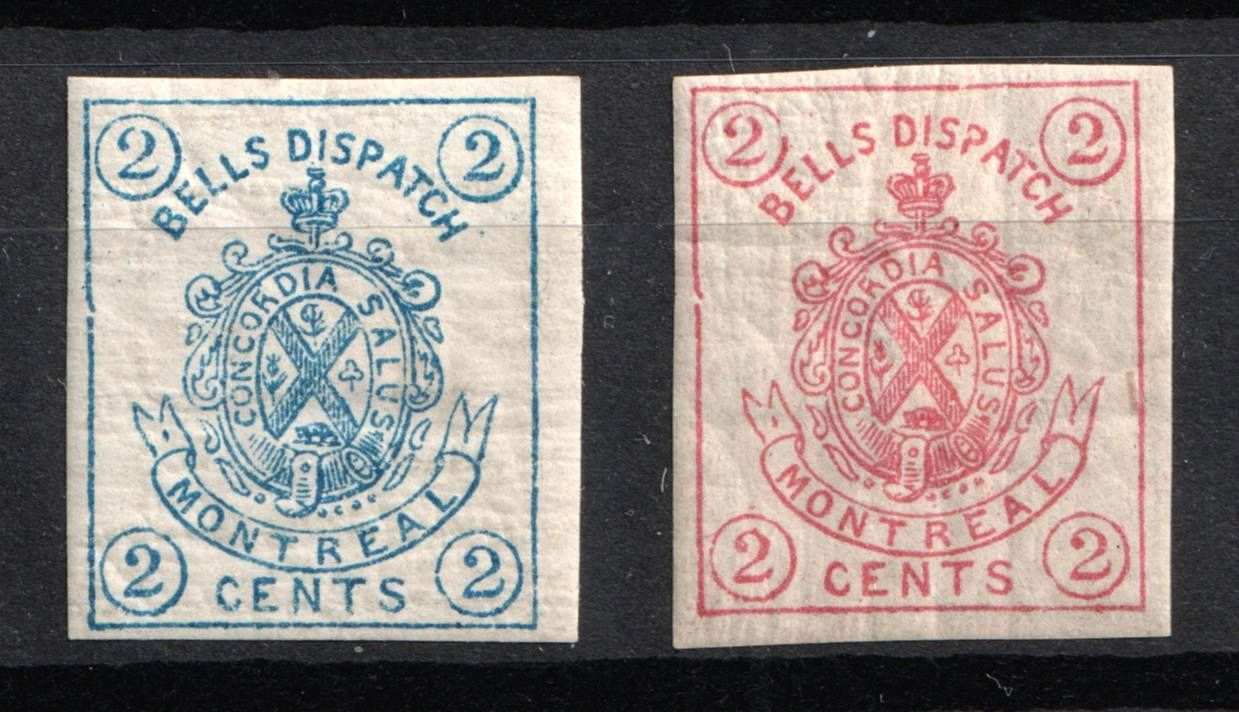 2 2
BELLS DISPATCH
CONCORDIA SALUS
MONTREAL
2 CENTS 2
2 2
BELLS DISPATCH
CONCORDIA SALUS
MONTREAL
2 CENTS 2